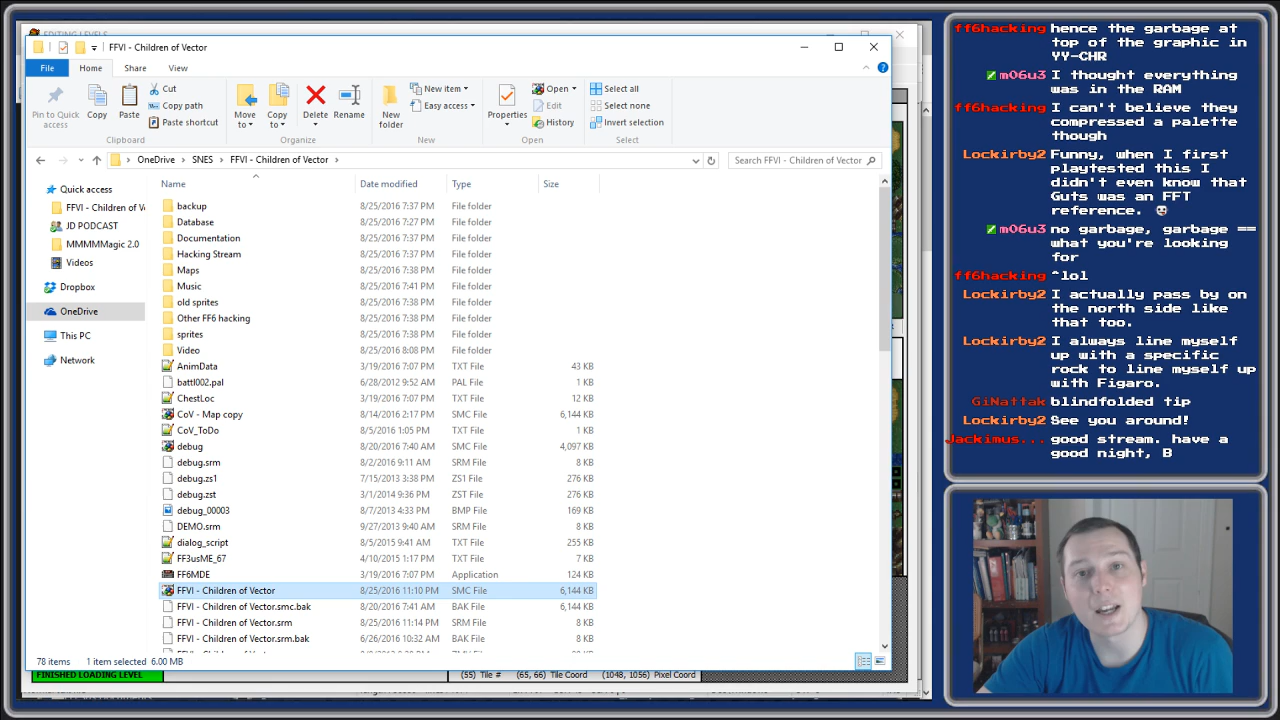 EDITING LEVELS
FFVI - Children of Vector
File Home Share View
Pin to Quick access
Copy
Paste
Cut
Copy path
Paste shortcut
Clipboard
Move to
Copy to
Delete
Rename
Organize
New folder
New item
Easy access
New
Properties
Open
Edit
History
Open
Select all
Select none
Invert selection
Select
OneDrive SNES FFVI - Children of Vector
Search FFVI - Children of Vector
Quick access
FFVI - Children of V
JD PODCAST
MMMMagic 2.0
Videos
Dropbox
OneDrive
This PC
Network
Name Date modified Type Size
backup 8/25/2016 7:37 PM File folder
Database 8/25/2016 7:27 PM File folder
Documentation 8/25/2016 7:38 PM File folder
Hacking Stream 8/25/2016 7:38 PM File folder
Maps 8/25/2016 7:38 PM File folder
Music 8/25/2016 7:41 PM File folder
old sprites 8/25/2016 7:38 PM File folder
Other FF6 hacking 8/25/2016 7:38 PM File folder
sprites 8/25/2016 7:38 PM File folder
Video 8/25/2016 8:08 PM File folder
AnimData 3/19/2016 7:07 PM TXT File 43 KB
battl002.pal 6/28/2012 9:52 AM PAL File 1 KB
ChestLoc 3/19/2016 7:07 PM TXT File 12 KB
CoV - Map copy 8/14/2016 2:17 PM SMC File 6,144 KB
CoV_ToDo 8/5/2016 1:05 PM TXT File 1 KB
debug 8/20/2016 7:40 AM SMC File 4,097 KB
debug.srm 8/2/2016 9:11 AM SRM File 8 KB
debug.zs1 7/15/2013 3:38 PM ZS1 File 276 KB
debug.zst 3/1/2014 9:36 PM ZST File 276 KB
debug_00003 8/7/2013 4:33 PM BMP File 169 KB
DEMO.srm 9/27/2013 9:40 AM SRM File 8 KB
dialog_script 8/5/2015 9:41 AM TXT File 255 KB
FF3usME_67 4/10/2015 1:17 PM TXT File 7 KB
FF6MDE 3/19/2016 7:07 PM Application 124 KB
FFVI - Children of Vector 8/25/2016 11:10 PM SMC File 6,144 KB
FFVI - Children of Vector.smc.bak 8/20/2016 7:41 AM BAK File 6,144 KB
FFVI - Children of Vector.srm 8/25/2016 11:14 PM SRM File 8 KB
FFVI - Children of Vector.srm.bak 6/26/2016 10:32 AM BAK File 8 KB
78 items 1 item selected 6.00 MB
FINISHED LOADING LEVEL (55) Tile # (65, 66) Tile Coord (1048, 1056) Pixel Coord
ff6hacking hence the garbage at
top of the graphic in
YY-CHR
m06u3 I thought everything
was in the RAM
ff6hacking I can't believe they
compressed a palette
though
Lockirby2 Funny, when I first
playtested this I
didn't even know that
Guts was an FFT
reference.
m06u3 no garbage, garbage ==
what you're looking
for
ff6hacking ^lol
Lockirby2 I actually pass by on
the north side like
that too.
Lockirby2 I always line myself
up with a specific
rock to line myself up
with Figaro.
GiNattak blindfolded tip
Lockirby2 See you around!
Jackimus... good stream. have a
good night, B